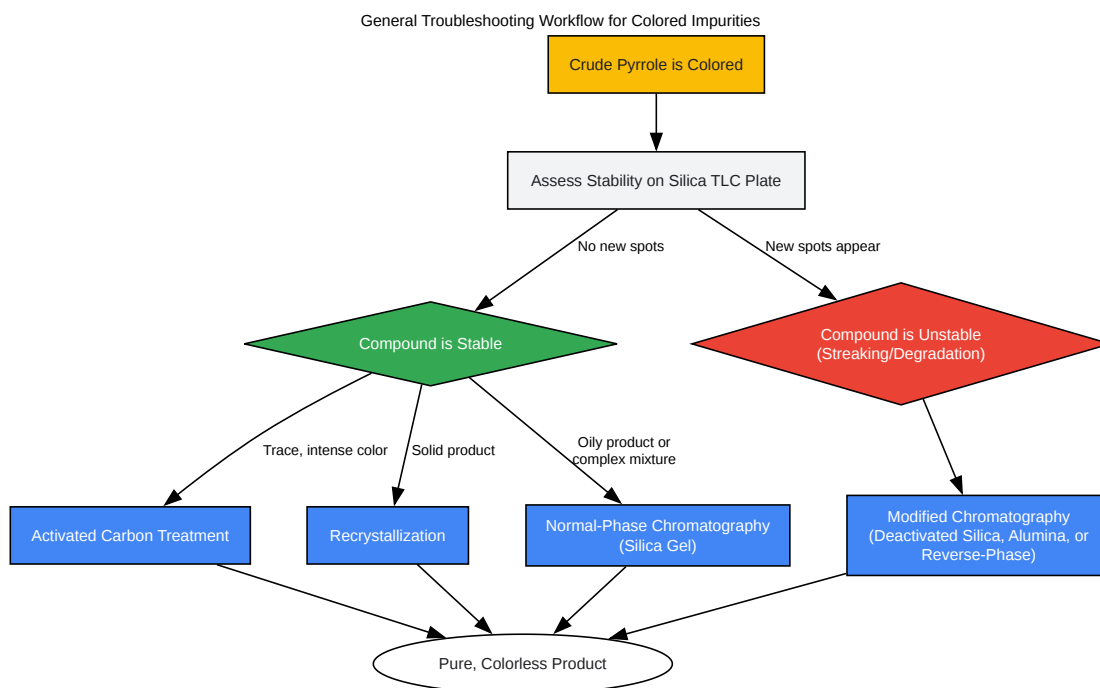 General Troubleshooting Workflow for Colored Impurities
Crude Pyrrole is Colored
Assess Stability on Silica TLC Plate
No new spots
New spots appear
Compound is Stable
Compound is Unstable
(Streaking/Degradation)
Trace, intense color
Solid product
Oily product or
complex mixture
Activated Carbon Treatment
Recrystallization
Normal-Phase Chromatography
(Silica Gel)
Modified Chromatography
(Deactivated Silica, Alumina, or
Reverse-Phase)
Pure, Colorless Product